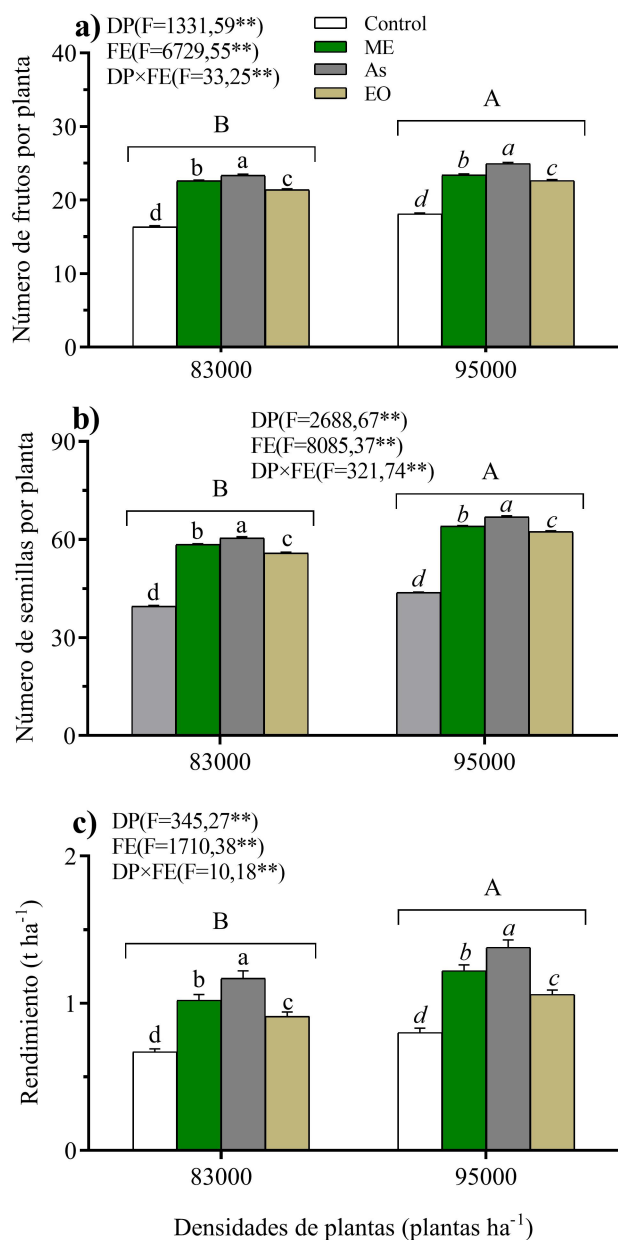 a)
DP(F=1331,59**)
FE(F=6729,55**)
DP×FE(F=33,25**)
Control
ME
As
EO
Número de frutos por planta
40
30
20
10
0
B
A
d
b
a
c
d
b
a
c
83000
95000
b)
DP(F=2688,67**)
FE(F=8085,37**)
DP×FE(F=321,74**)
Número de semillas por planta
90
60
30
0
B
A
d
b
a
c
d
b
a
c
83000
95000
c)
DP(F=345,27**)
FE(F=1710,38**)
DP×FE(F=10,18**)
Rendimiento (t ha⁻¹)
2
1
0
B
A
d
b
a
c
d
b
a
c
83000
95000
Densidades de plantas (plantas ha⁻¹)